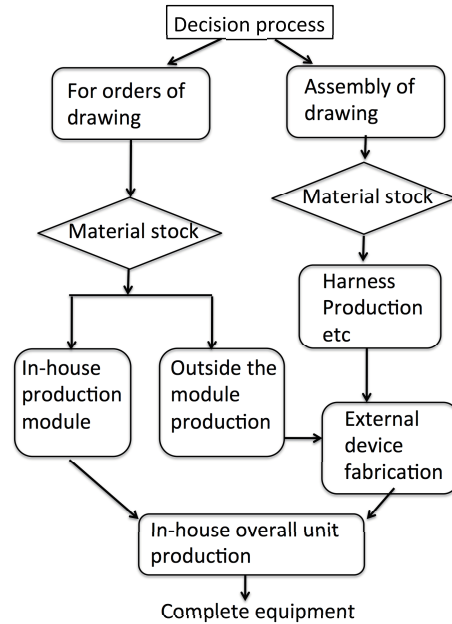 Decision process
For orders of
drawing
Assembly of
drawing
Material stock
Material stock
Harness
Production
etc
In-house
production
module
Outside the
module
production
External
device
fabrication
In-house overall unit
production
Complete equipment